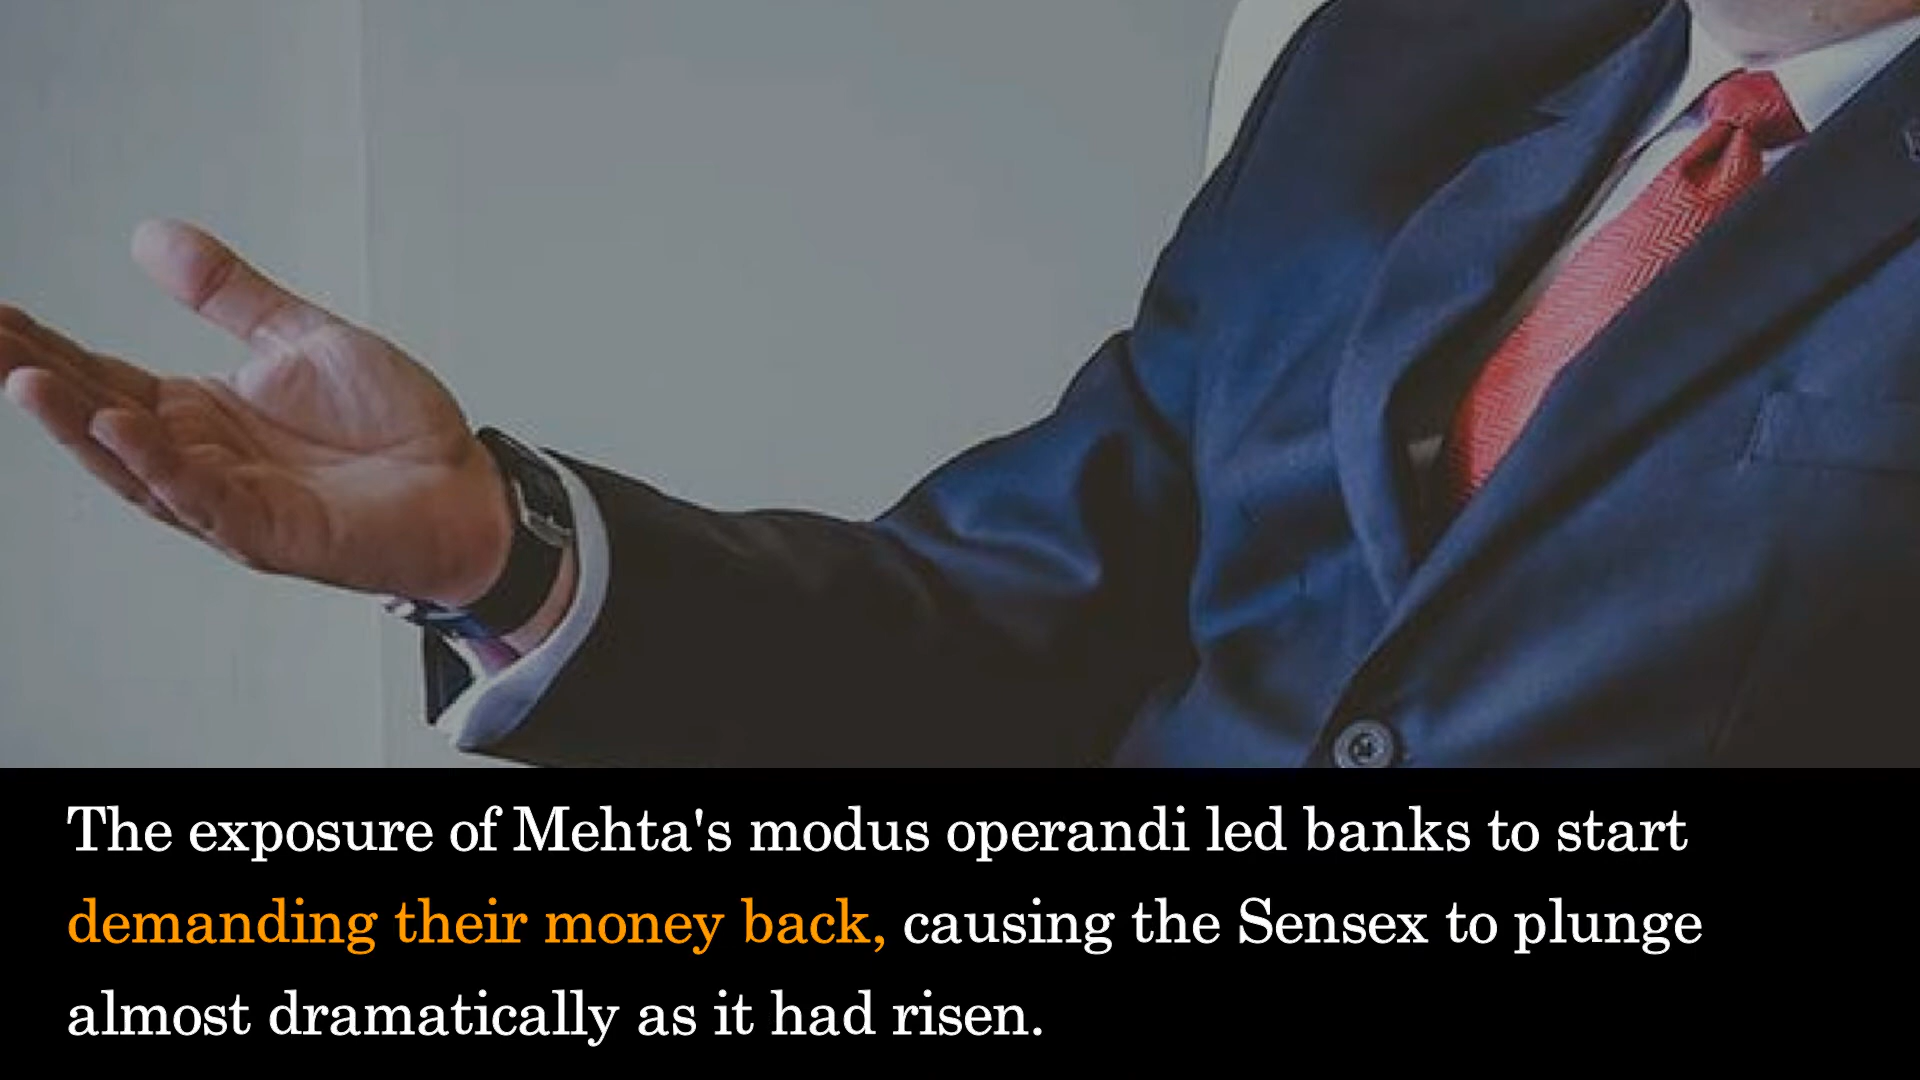 The exposure of Mehta's modus operandi led banks to start
demanding their money back, causing the Sensex to plunge
almost dramatically as it had risen.